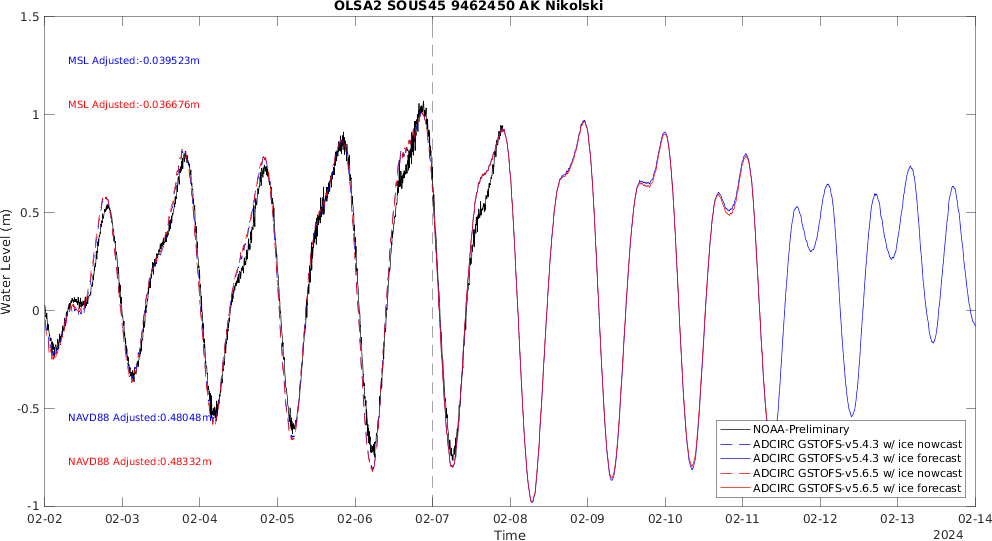 OLSA2 SOUS45 9462450 AK Nikolski
1.5
MSL Adjusted:-0.039523m
MSL Adjusted:-0.036676m
1
0.5
Water Level (m)
0
-0.5
NAVD88 Adjusted:0.48048m
NAVD88 Adjusted:0.48332m
NOAA-Preliminary
ADCIRC GSTOFS-v5.4.3 w/ ice nowcast
ADCIRC GSTOFS-v5.4.3 w/ ice forecast
ADCIRC GSTOFS-v5.6.5 w/ ice nowcast
ADCIRC GSTOFS-v5.6.5 w/ ice forecast
-1
02-02 02-03 02-04 02-05 02-06 02-07 02-08 02-09 02-10 02-11 02-12 02-13 02-14
Time
2024